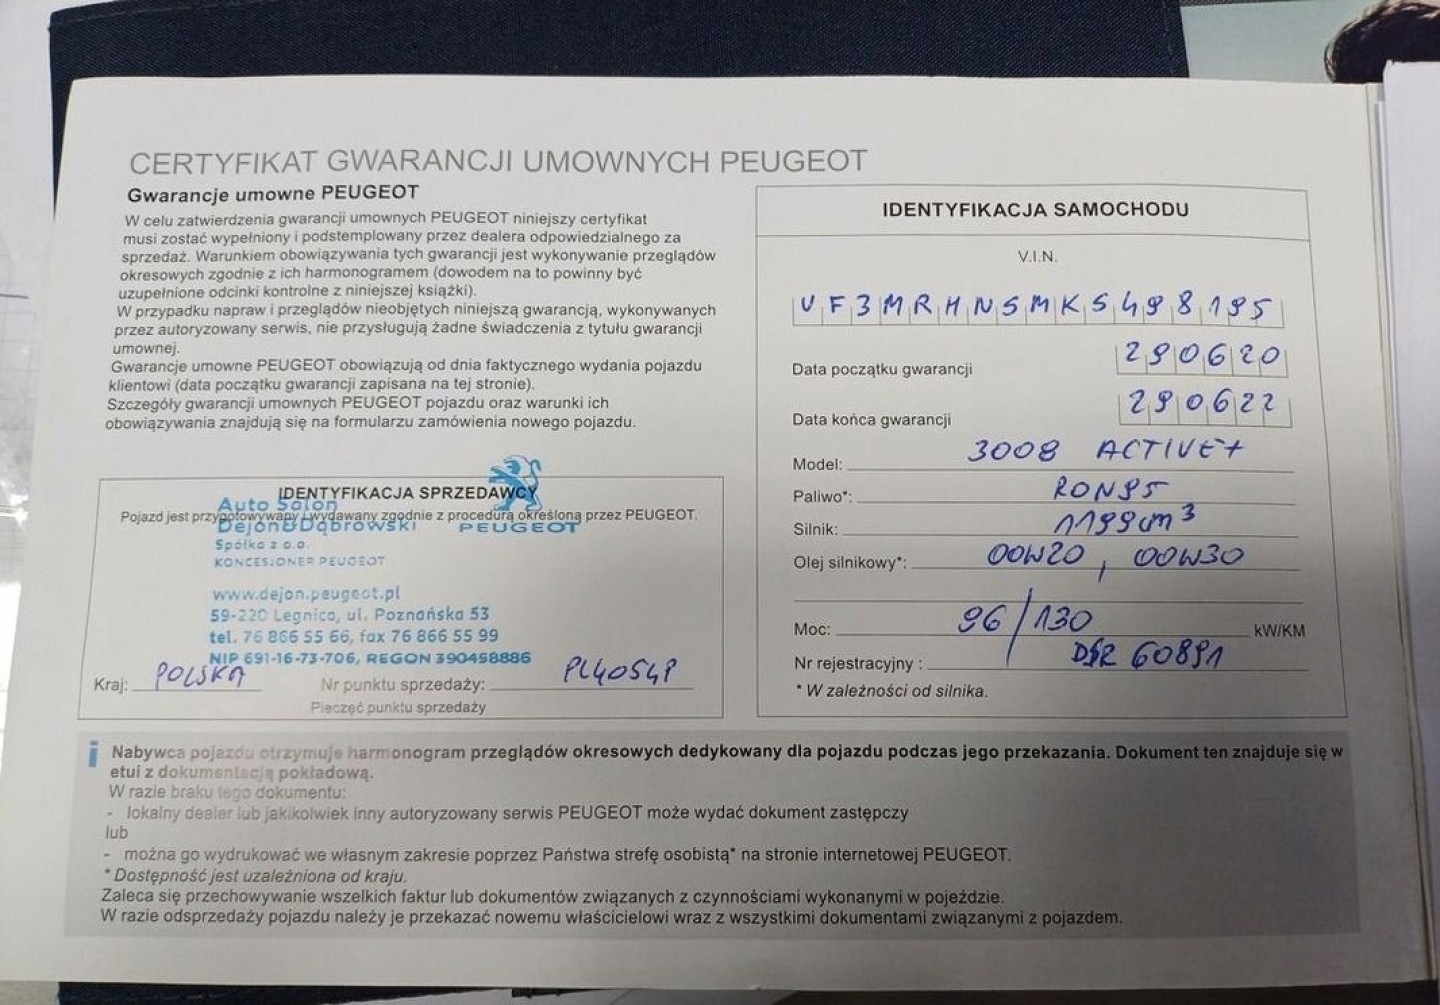 CERTYFIKAT GWARANCJI UMOWNYCH PEUGEOT
Gwarancje umowne PEUGEOT
W celu zatwierdzenia gwarancji umownych PEUGEOT niniejszy certyfikat
musi zostać wypełniony i podstemplowany przez dealera odpowiedzialnego za
sprzedaż. Warunkiem obowiązywania tych gwarancji jest wykonywanie przeglądów
okresowych zgodnie z ich harmonogramem (dowodem na to powinny być
uzupełnione odcinki kontrolne z niniejszej książki).
W przypadku napraw i przeglądów nieobjętych niniejszą gwarancją, wykonywanych
przez autoryzowany serwis, nie przysługują żadne świadczenia z tytułu gwarancji
umownej.
Gwarancje umowne PEUGEOT obowiązują od dnia faktycznego wydania pojazdu
klientowi (data początku gwarancji zapisana na tej stronie).
Szczegóły gwarancji umownych PEUGEOT pojazdu oraz warunki ich
obowiązywania znajdują się na formularzu zamówienia nowego pojazdu.
IDENTYFIKACJA SPRZEDAWCY
Pojazd jest przygotowywany i wydawany zgodnie z procedurą określoną przez PEUGEOT.
Auto Salon
Dejon&Dąbrowski PEUGEOT
Spółka z o.o.
KONCESJONER PEUGEOT
www.dejon.peugeot.pl
59-220 Legnica, ul. Poznańska 53
tel. 76 866 55 66, fax 76 866 55 99
NIP 691-16-73-706, REGON 390458886
Kraj: POLSKA Nr punktu sprzedaży: PL4054P
Pieczęć punktu sprzedaży
IDENTYFIKACJA SAMOCHODU
V.I.N.
VF3MRHNSMKS498195
Data początku gwarancji 290620
Data końca gwarancji 290622
Model: 3008 ACTIVE+
Paliwo*: RON95
Silnik: 1199cm³
Olej silnikowy*: 00W20, 00W30
Moc: 96/130 kW/KM
Nr rejestracyjny : DSR 60891
* W zależności od silnika.
i Nabywca pojazdu otrzymuje harmonogram przeglądów okresowych dedykowany dla pojazdu podczas jego przekazania. Dokument ten znajduje się w
etui z dokumentacją pokładową.
W razie braku tego dokumentu:
- lokalny dealer lub jakikolwiek inny autoryzowany serwis PEUGEOT może wydać dokument zastępczy
lub
- można go wydrukować we własnym zakresie poprzez Państwa strefę osobistą* na stronie internetowej PEUGEOT.
* Dostępność jest uzależniona od kraju.
Zaleca się przechowywanie wszelkich faktur lub dokumentów związanych z czynnościami wykonanymi w pojeździe.
W razie odsprzedaży pojazdu należy je przekazać nowemu właścicielowi wraz z wszystkimi dokumentami związanymi z pojazdem.